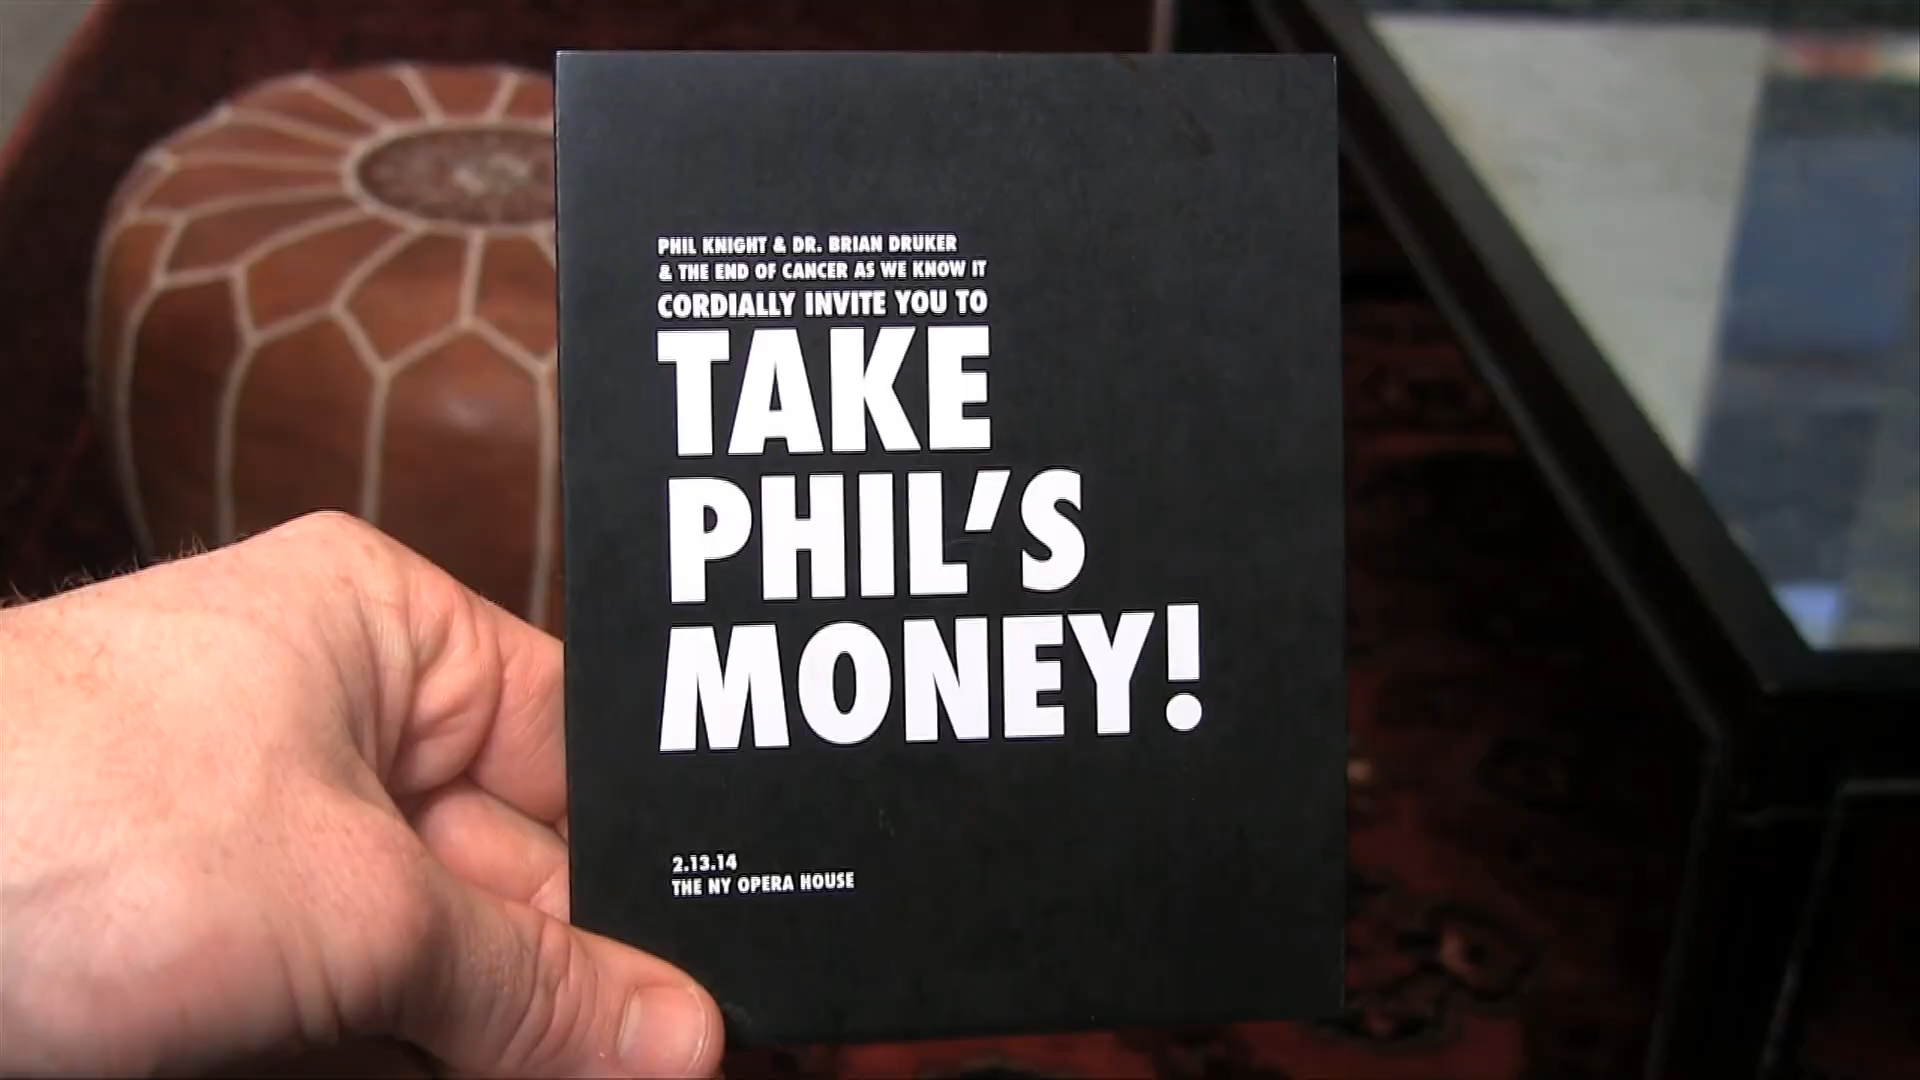 PHIL KNIGHT & DR. BRIAN DRUKER
& THE END OF CANCER AS WE KNOW IT
CORDIALLY INVITE YOU TO
TAKE
PHIL'S
MONEY!
2.13.14
THE NY OPERA HOUSE